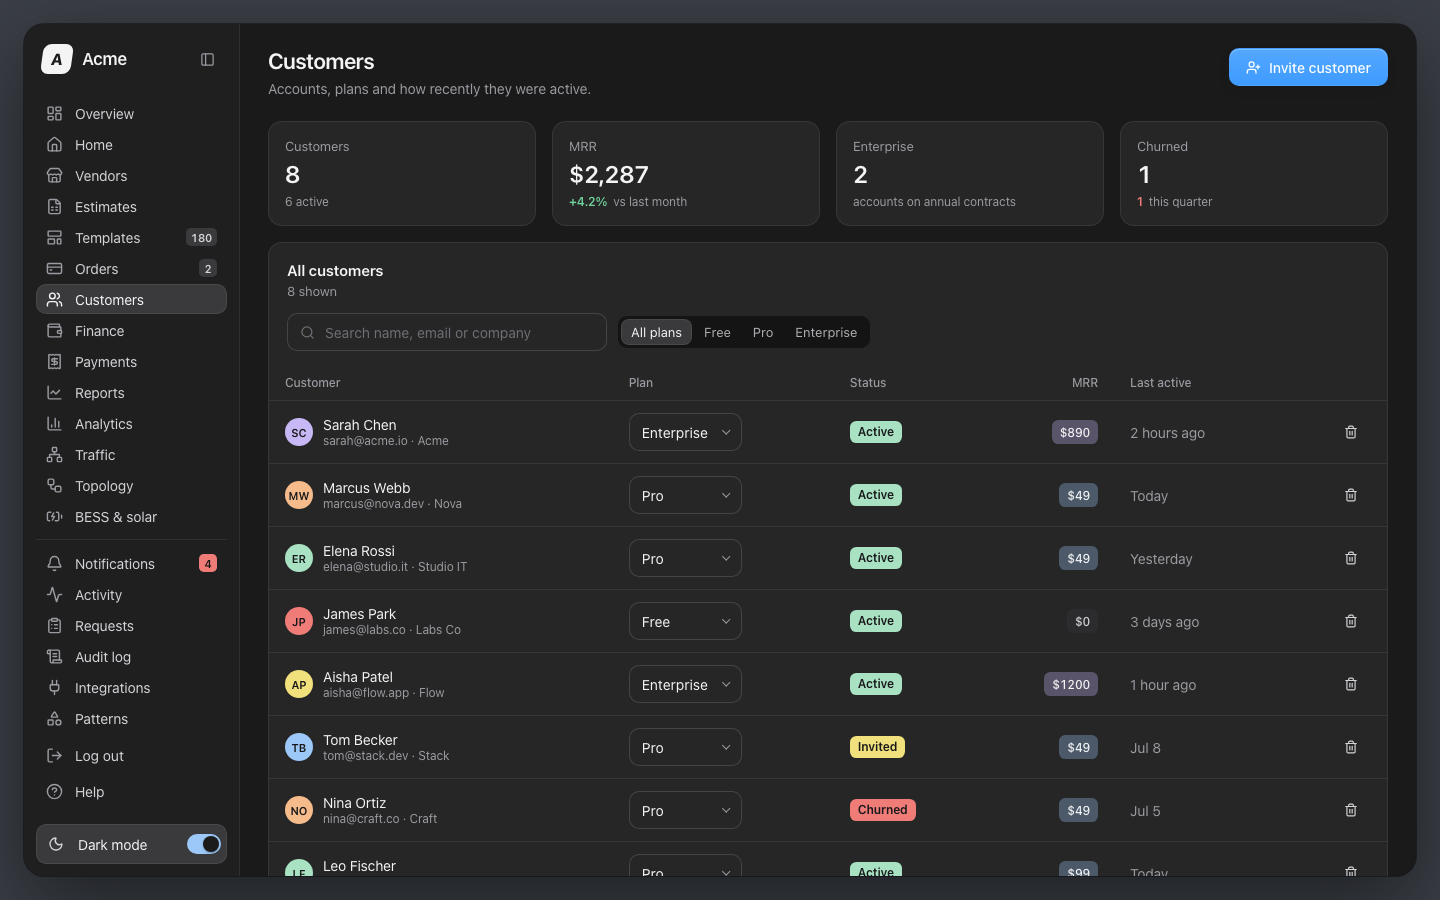 A Acme
Overview
Home
Vendors
Estimates
Templates 180
Orders 2
Customers
Finance
Payments
Reports
Analytics
Traffic
Topology
BESS & solar
Notifications 4
Activity
Requests
Audit log
Integrations
Patterns
Log out
Help
Dark mode
Customers
Accounts, plans and how recently they were active.
Invite customer
Customers
8
6 active
MRR
$2,287
+4.2% vs last month
Enterprise
2
accounts on annual contracts
Churned
1
1 this quarter
All customers
8 shown
Search name, email or company
All plans Free Pro Enterprise
Customer Plan Status MRR Last active
SC Sarah Chen Enterprise Active $890 2 hours ago
sarah@acme.io · Acme
MW Marcus Webb Pro Active $49 Today
marcus@nova.dev · Nova
ER Elena Rossi Pro Active $49 Yesterday
elena@studio.it · Studio IT
JP James Park Free Active $0 3 days ago
james@labs.co · Labs Co
AP Aisha Patel Enterprise Active $1200 1 hour ago
aisha@flow.app · Flow
TB Tom Becker Pro Invited $49 Jul 8
tom@stack.dev · Stack
NO Nina Ortiz Pro Churned $49 Jul 5
nina@craft.co · Craft
LF Leo Fischer Pro Active $99 Today